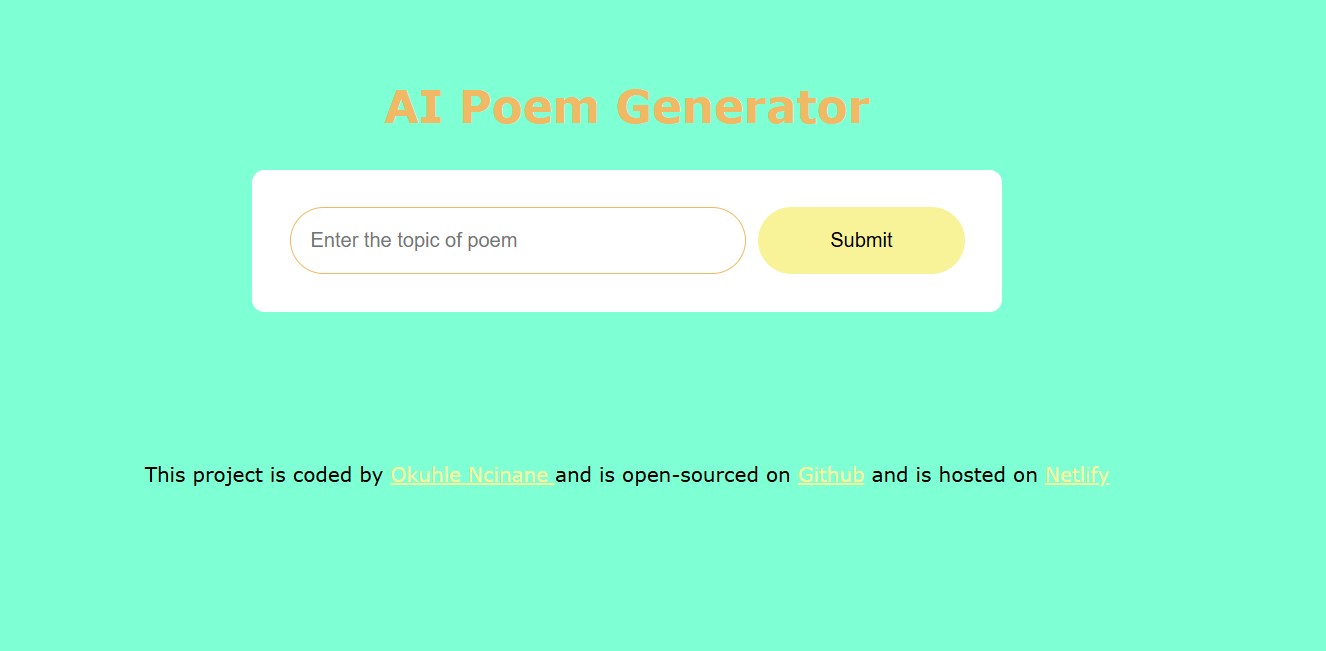 AI Poem Generator
Enter the topic of poem
Submit
This project is coded by Okuhle Ncinane and is open-sourced on Github and is hosted on Netlify